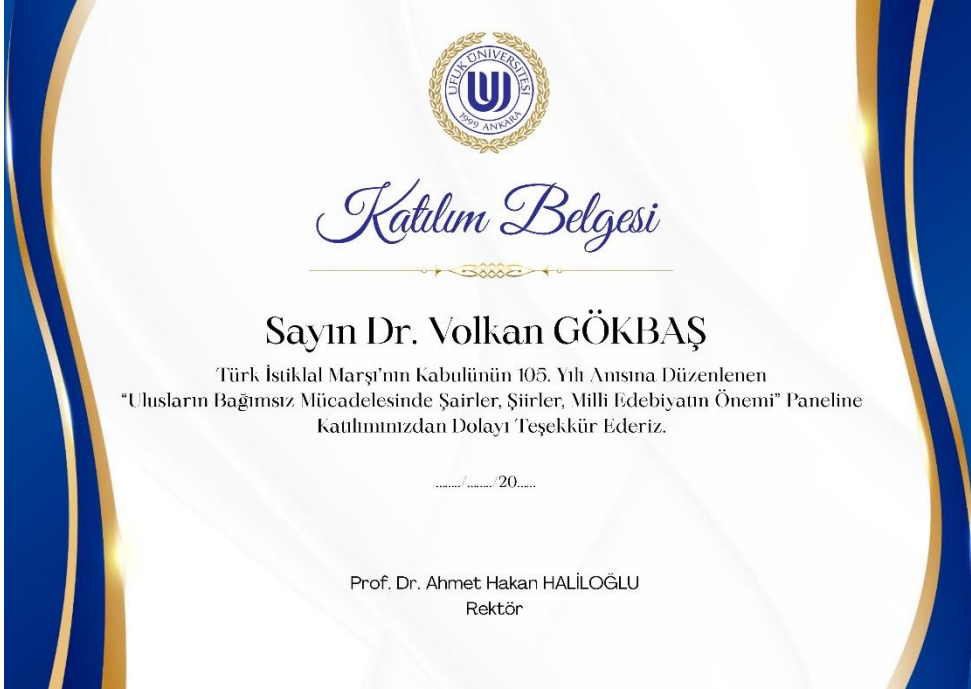 UFUK ÜNİVERSİTESİ
1999 ANKARA
Katılım Belgesi
Sayın Dr. Volkan GÖKBAŞ
Türk İstiklal Marşı'nın Kabulünün 105. Yılı Anısına Düzenlenen
“Ulusların Bağımsız Mücadelesinde Şairler, Şiirler, Milli Edebiyatın Önemi” Paneline
Katılımınızdan Dolayı Teşekkür Ederiz.
......../......../20......
Prof. Dr. Ahmet Hakan HALİLOĞLU
Rektör